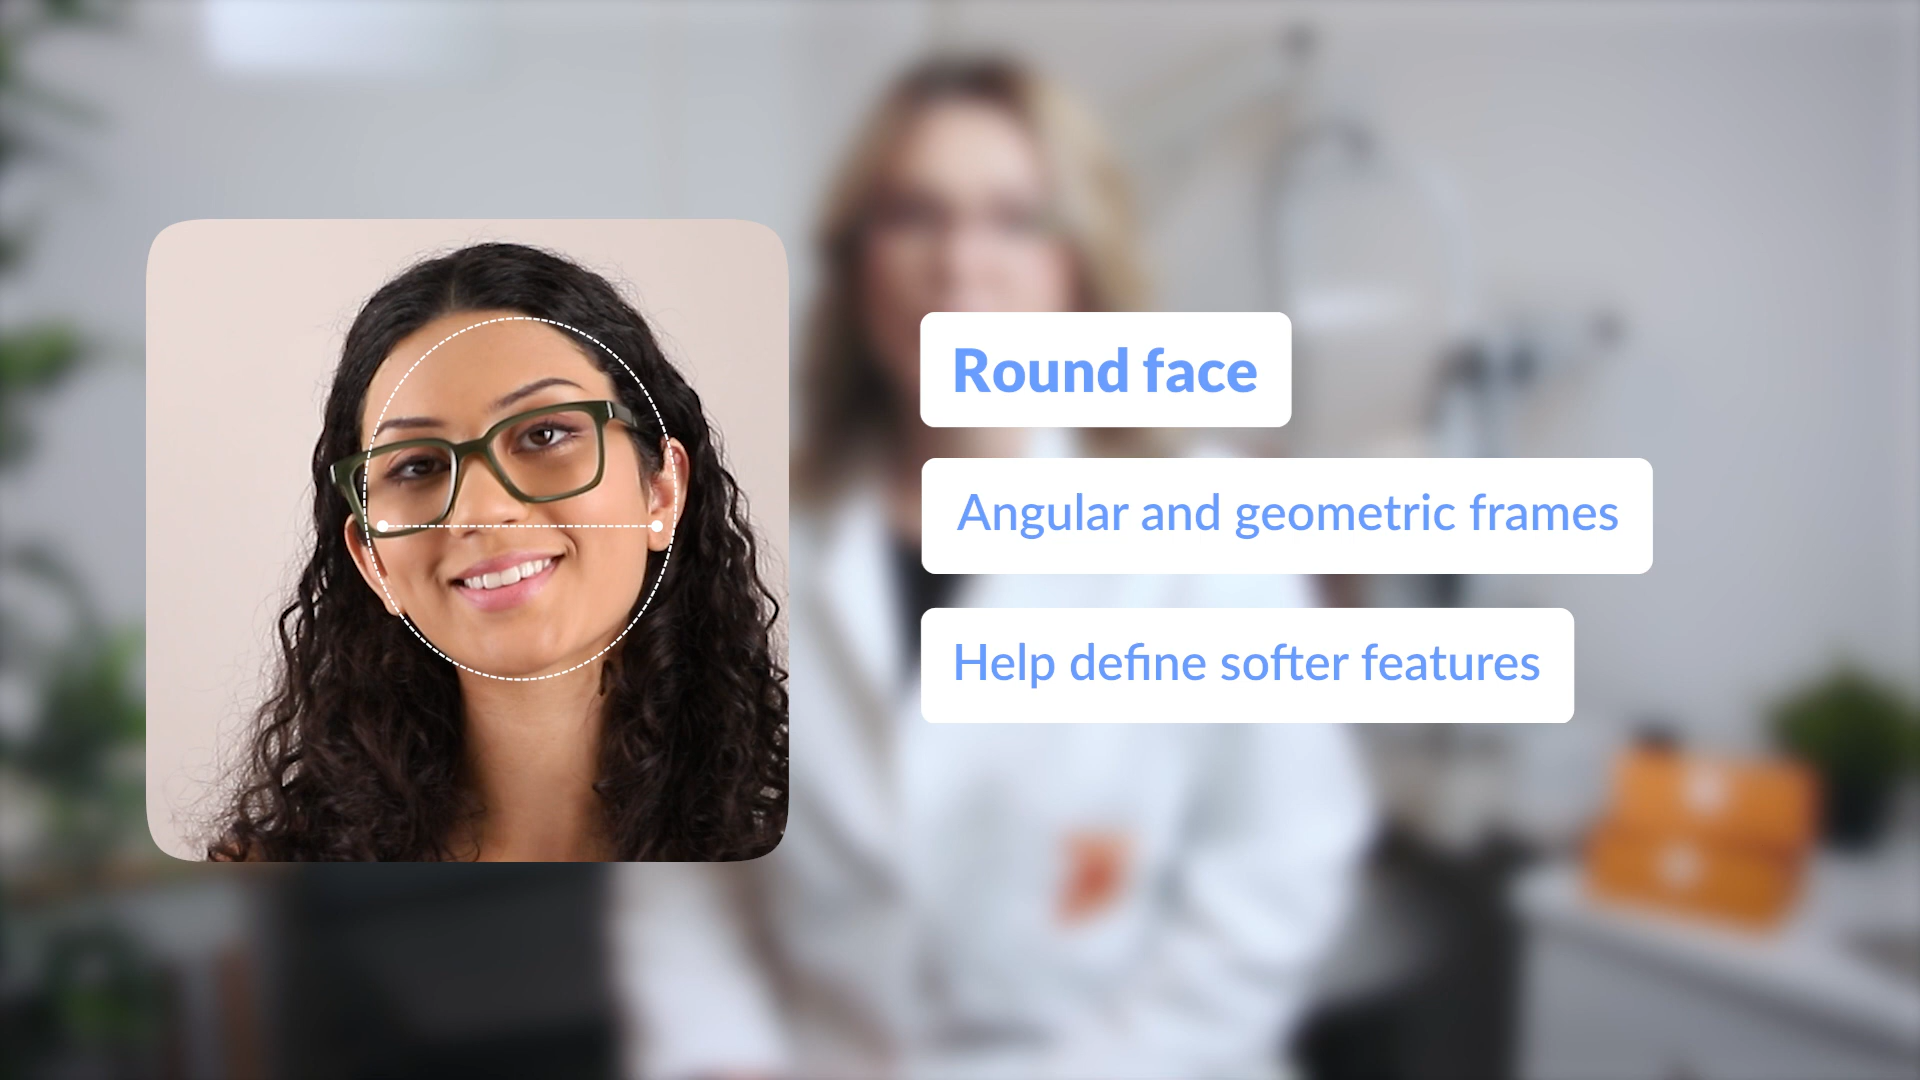 Round face
Angular and geometric frames
Help define softer features